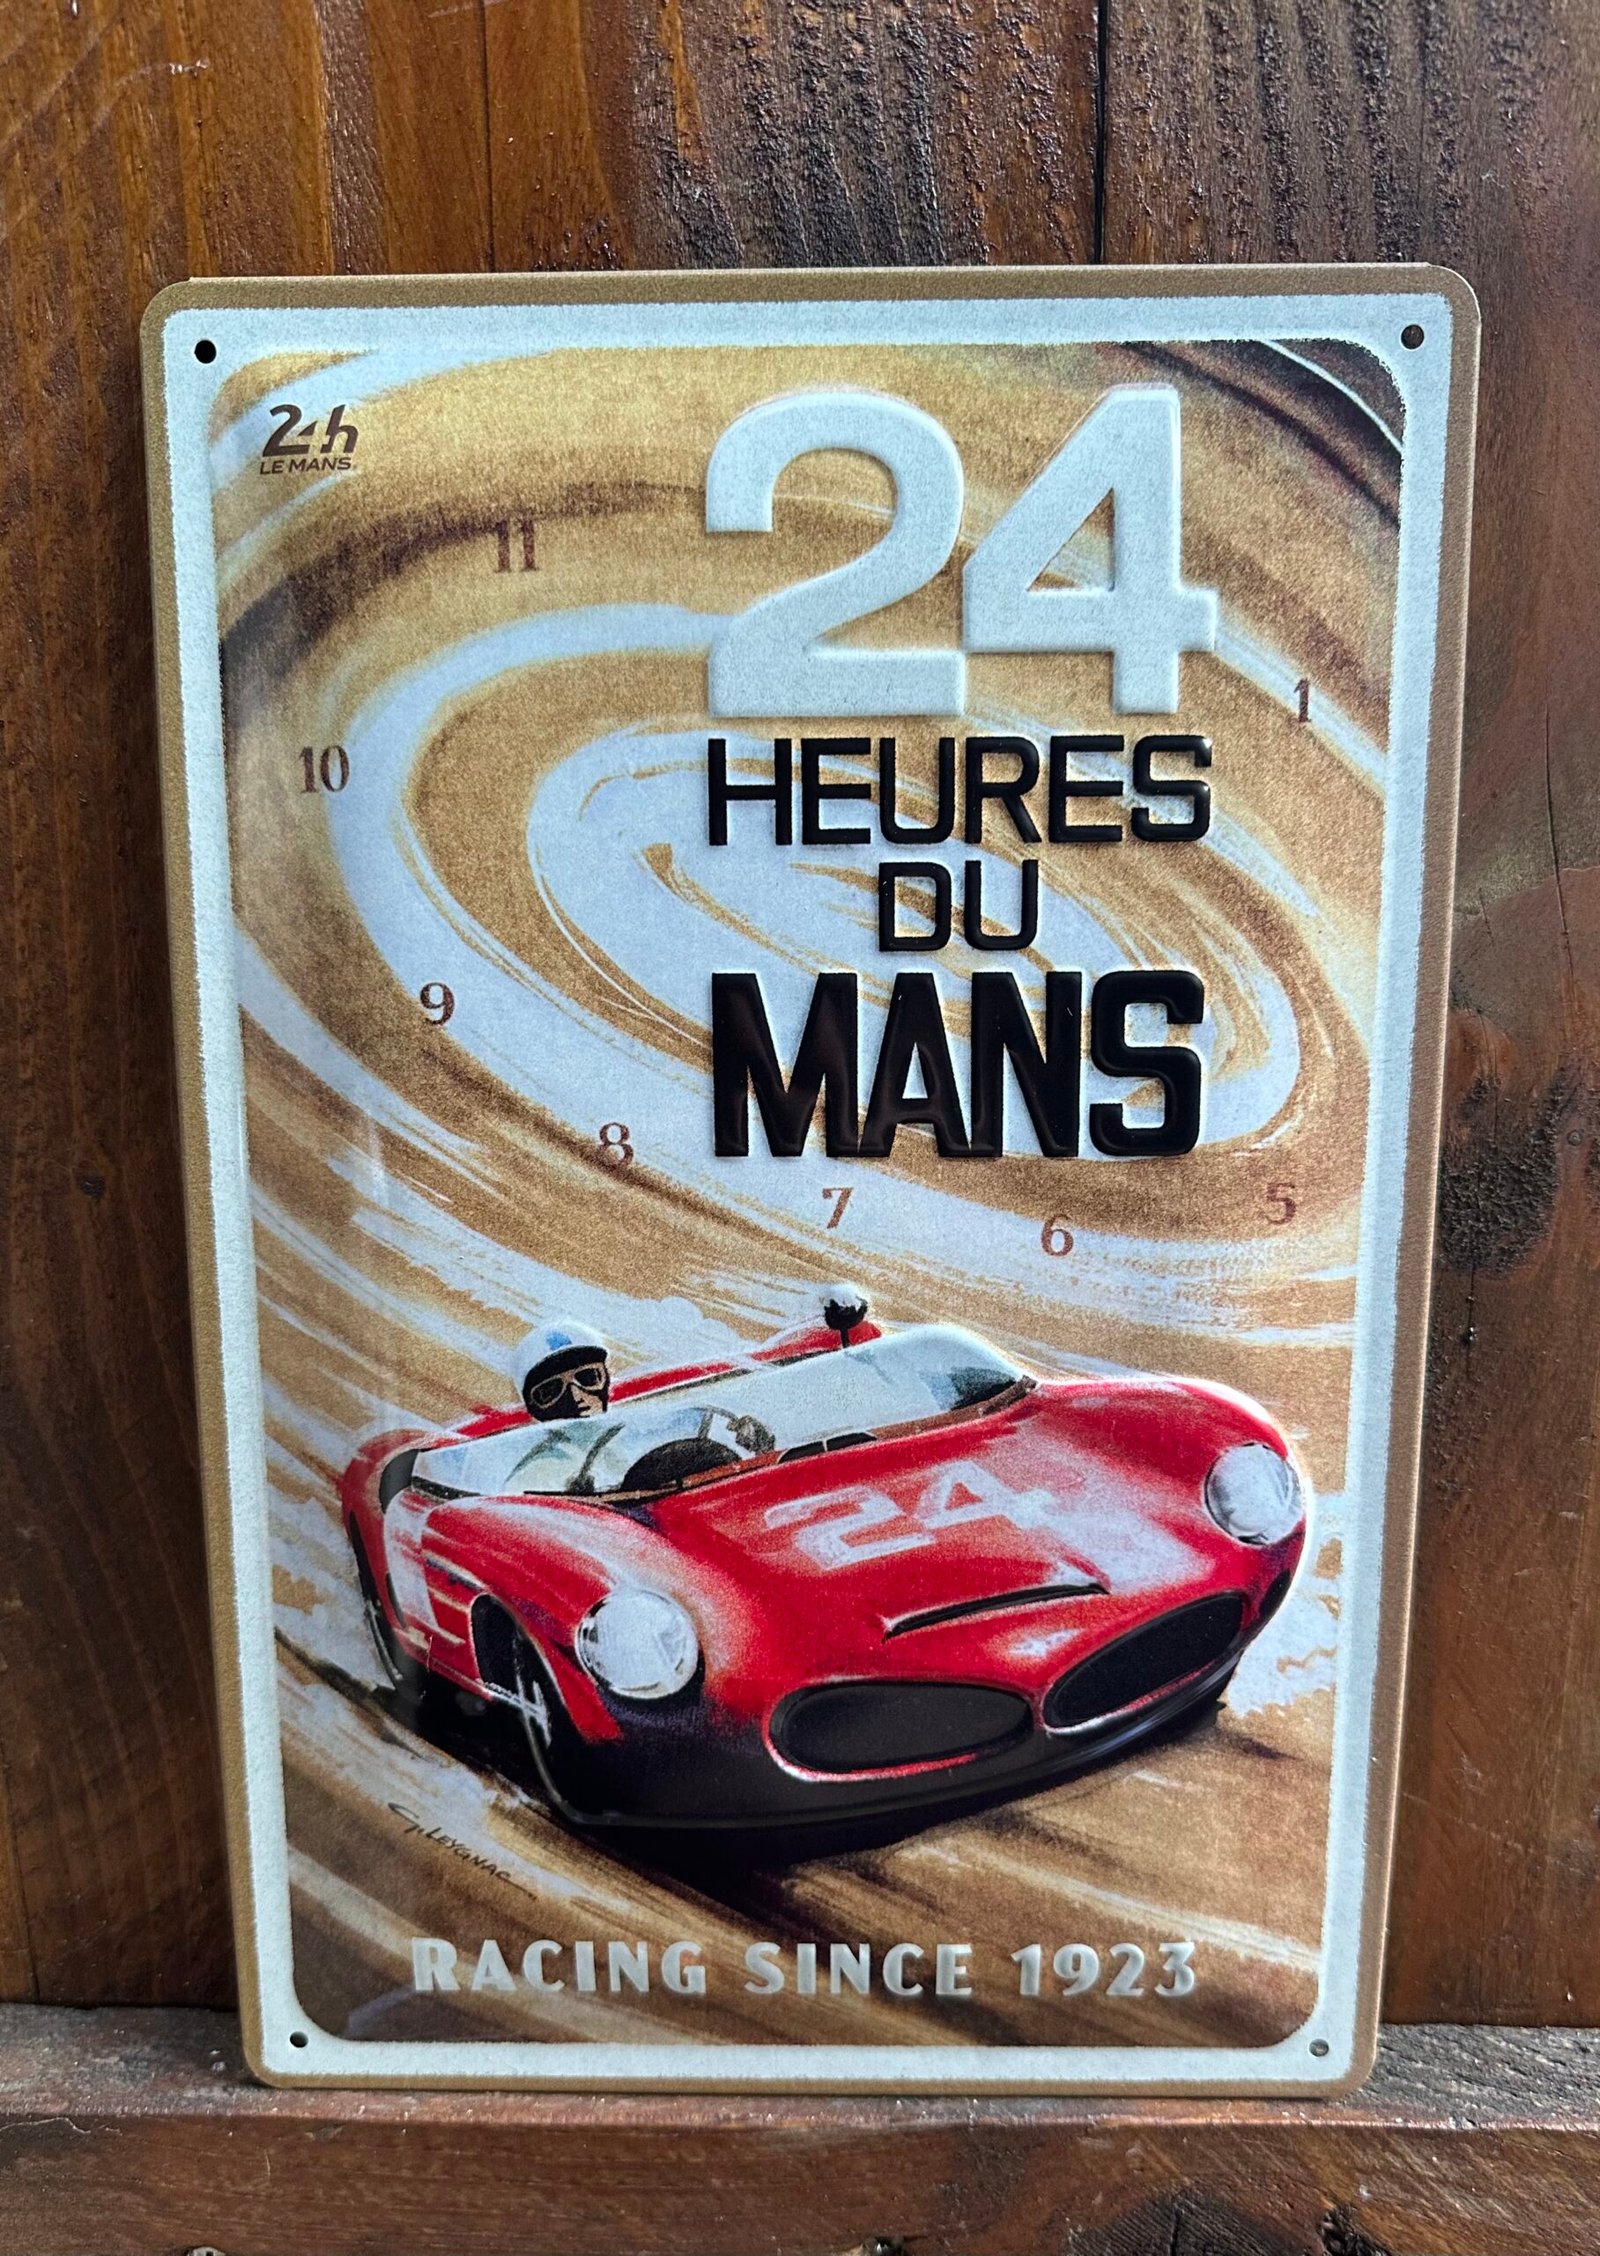 24h
LE MANS
24
HEURES
DU
MANS
11
1
10
9
8
7
6
5
24
G. LEYGNAC
RACING SINCE 1923